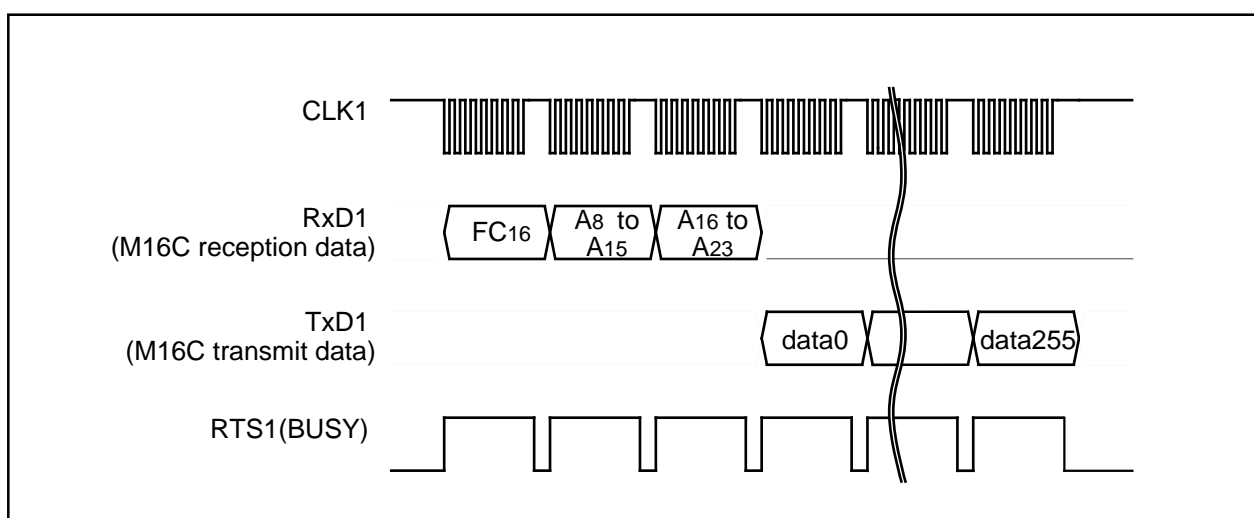 CLK1
RxD1
(M16C reception data)
FC16
A8 to
A15
A16 to
A23
TxD1
(M16C transmit data)
data0
data255
RTS1(BUSY)